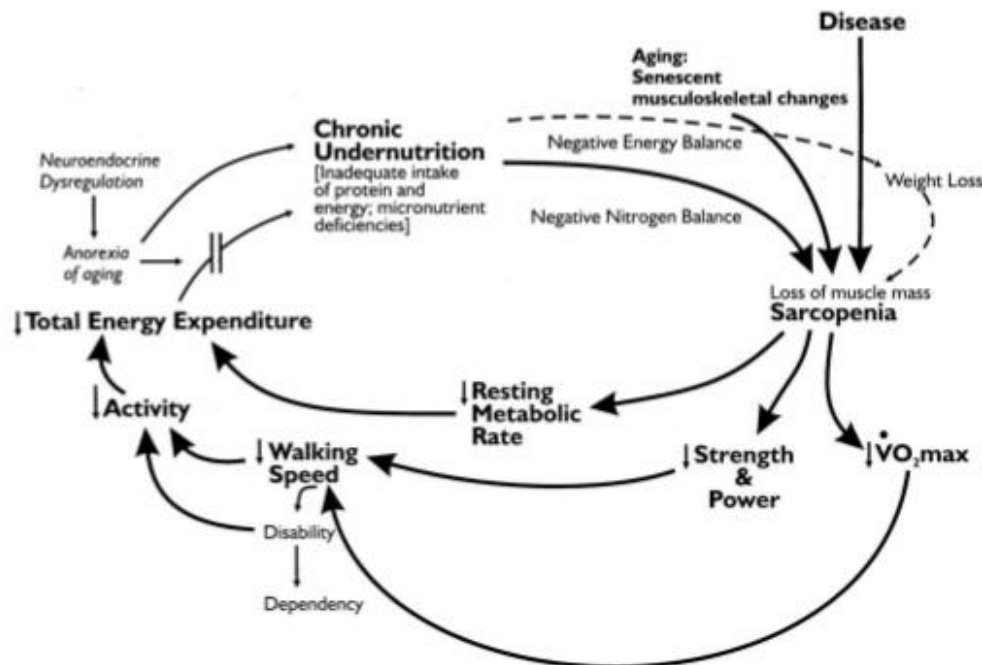 Disease
Aging:
Senescent
musculoskeletal changes
Chronic
Undernutrition
[Inadequate intake
of protein and
energy; micronutrient
deficiencies]
Negative Energy Balance
Neuroendocrine
Dysregulation
Weight Loss
Negative Nitrogen Balance
Anorexia
of aging
Loss of muscle mass
Sarcopenia
↓Total Energy Expenditure
↓Resting
Metabolic
Rate
↓Activity
↓Walking
Speed
↓Strength
&
Power
↓V̇O₂max
Disability
Dependency